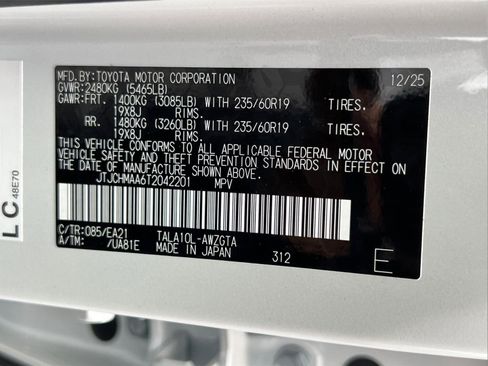 MFD.BY:TOYOTA MOTOR CORPORATION 12/25
GVWR:2480KG (5465LB)
GAWR:FRT. 1400KG (3085LB) WITH 235/60R19 TIRES.
19X8J RIMS.
RR. 1480KG (3260LB) WITH 235/60R19 TIRES.
19X8J RIMS.
THIS VEHICLE CONFORMS TO ALL APPLICABLE FEDERAL MOTOR
VEHICLE SAFETY AND THEFT PREVENTION STANDARDS IN EFFECT ON
THE DATE OF MANUFACTURE SHOWN ABOVE.
JTJCHMAA6T2042201 MPV
C/TR:085/EA21 TALA10L-AWZGTA
A/TM: /UA81E MADE IN JAPAN 312 E
LC 48E70